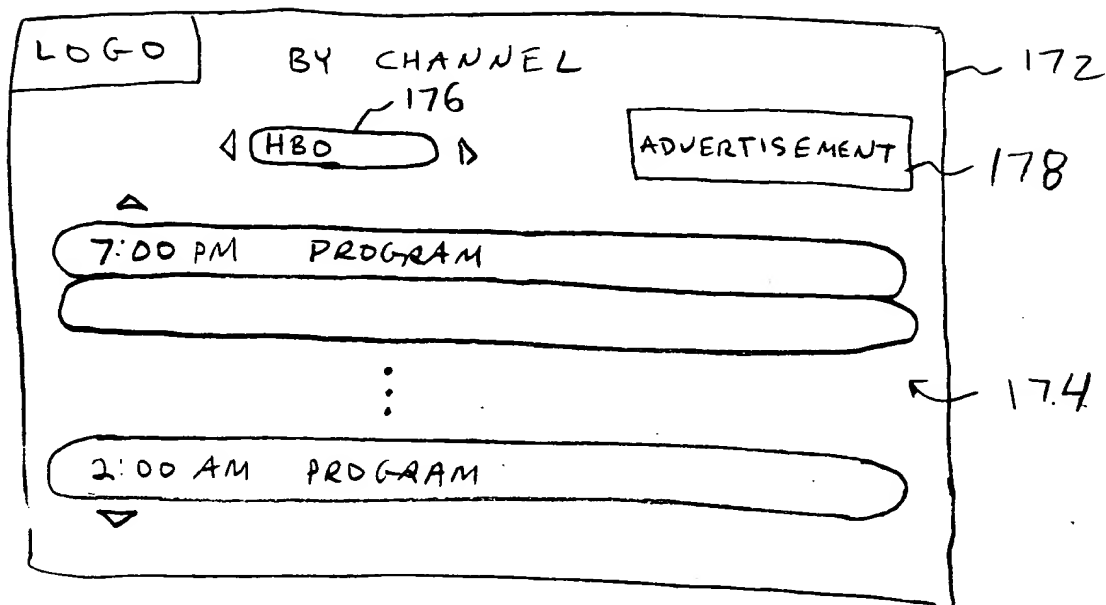 LOGO
BY CHANNEL
172
176
HBO
ADVERTISEMENT
178
7:00 PM PROGRAM
174
2:00 AM PROGRAM